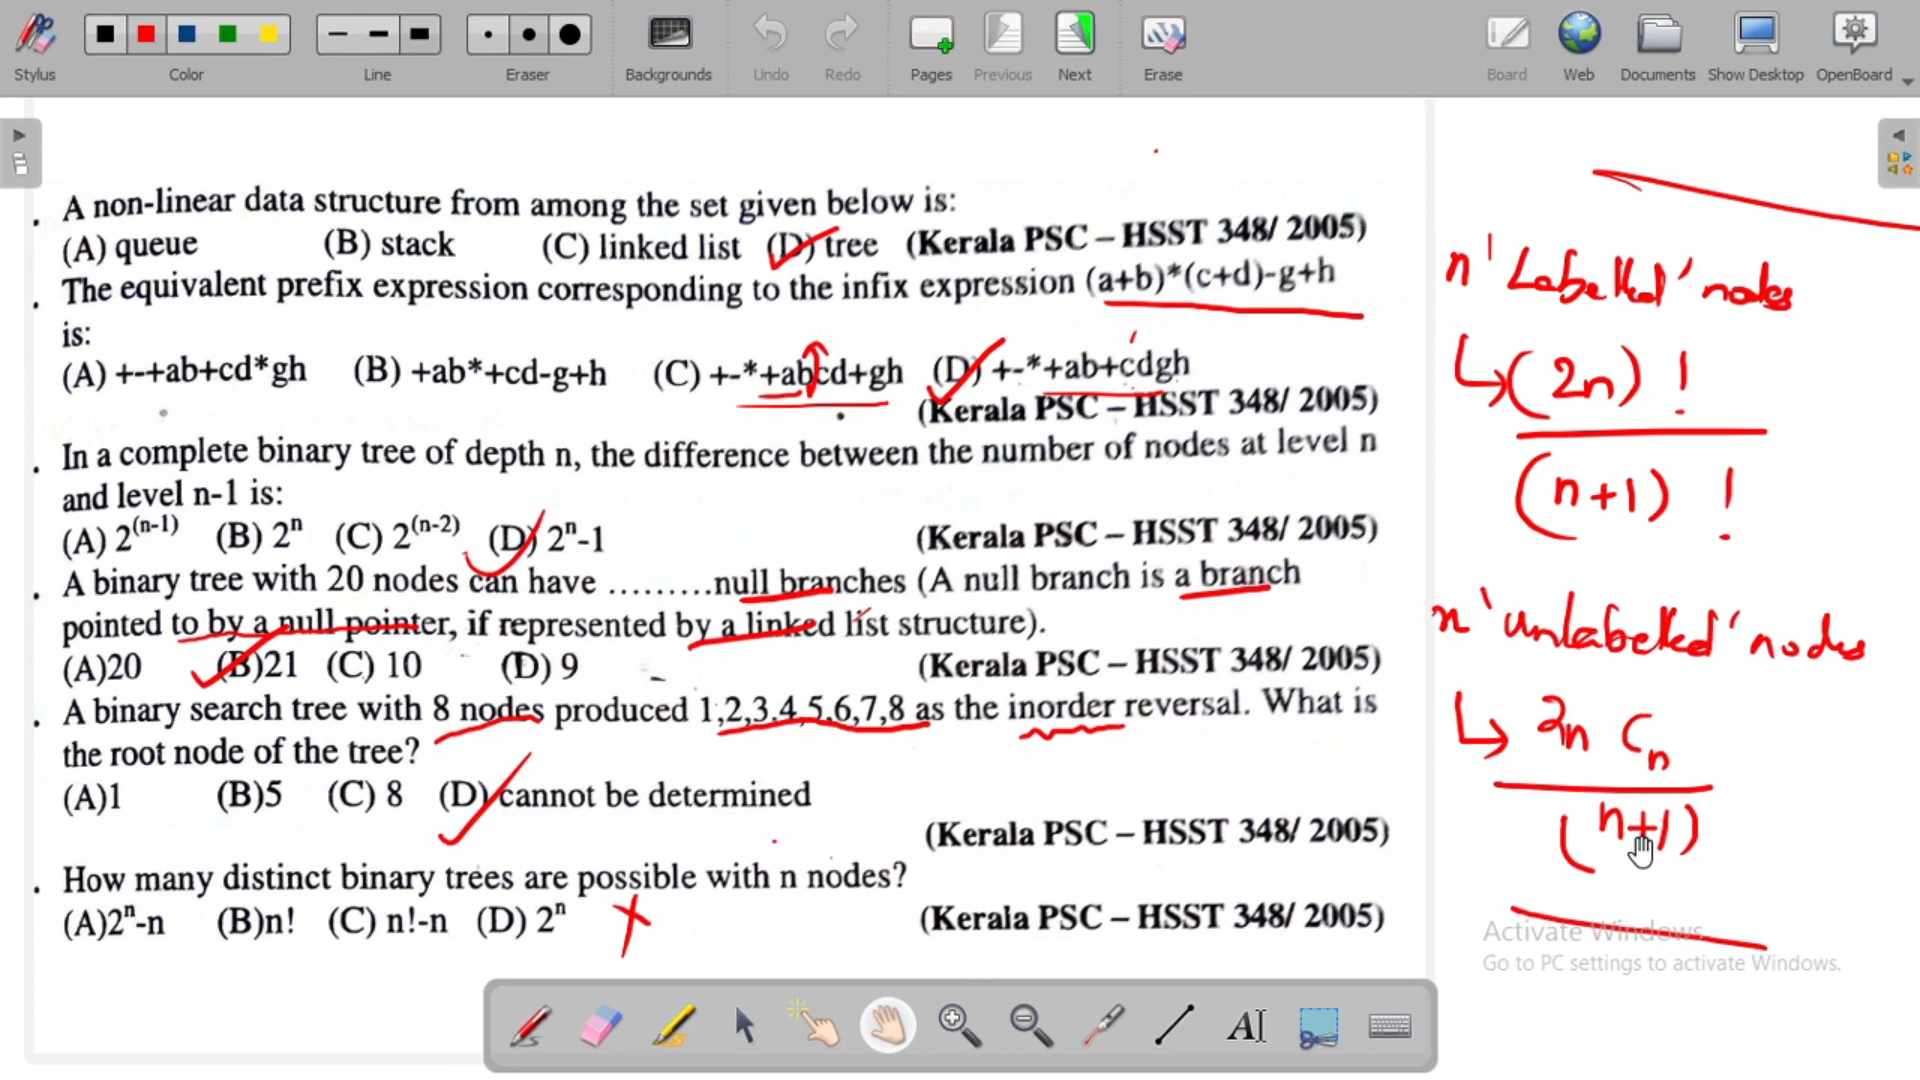 Stylus Color Line Eraser Backgrounds Undo Redo Pages Previous Next Erase Board Web Documents Show Desktop OpenBoard
. A non-linear data structure from among the set given below is:
(A) queue (B) stack (C) linked list (D) tree (Kerala PSC – HSST 348/ 2005)
. The equivalent prefix expression corresponding to the infix expression (a+b)*(c+d)-g+h
is:
(A) +-+ab+cd*gh (B) +ab*+cd-g+h (C) +-*+abcd+gh (D) +-*+ab+cdgh
(Kerala PSC – HSST 348/ 2005)
. In a complete binary tree of depth n, the difference between the number of nodes at level n
and level n-1 is:
(A) 2^(n-1) (B) 2^n (C) 2^(n-2) (D) 2^n-1 (Kerala PSC – HSST 348/ 2005)
. A binary tree with 20 nodes can have .........null branches (A null branch is a branch
pointed to by a null pointer, if represented by a linked list structure).
(A)20 (B)21 (C) 10 (D) 9 (Kerala PSC – HSST 348/ 2005)
. A binary search tree with 8 nodes produced 1,2,3.4,5,6,7,8 as the inorder reversal. What is
the root node of the tree?
(A)1 (B)5 (C) 8 (D) cannot be determined
(Kerala PSC – HSST 348/ 2005)
. How many distinct binary trees are possible with n nodes?
(A)2^n-n (B)n! (C) n!-n (D) 2^n (Kerala PSC – HSST 348/ 2005)
n 'Labelled' nodes
(2n) !
(n+1) !
n 'unlabelled' nodes
2n Cn
(n+1)
Activate Windows
Go to PC settings to activate Windows.
AI